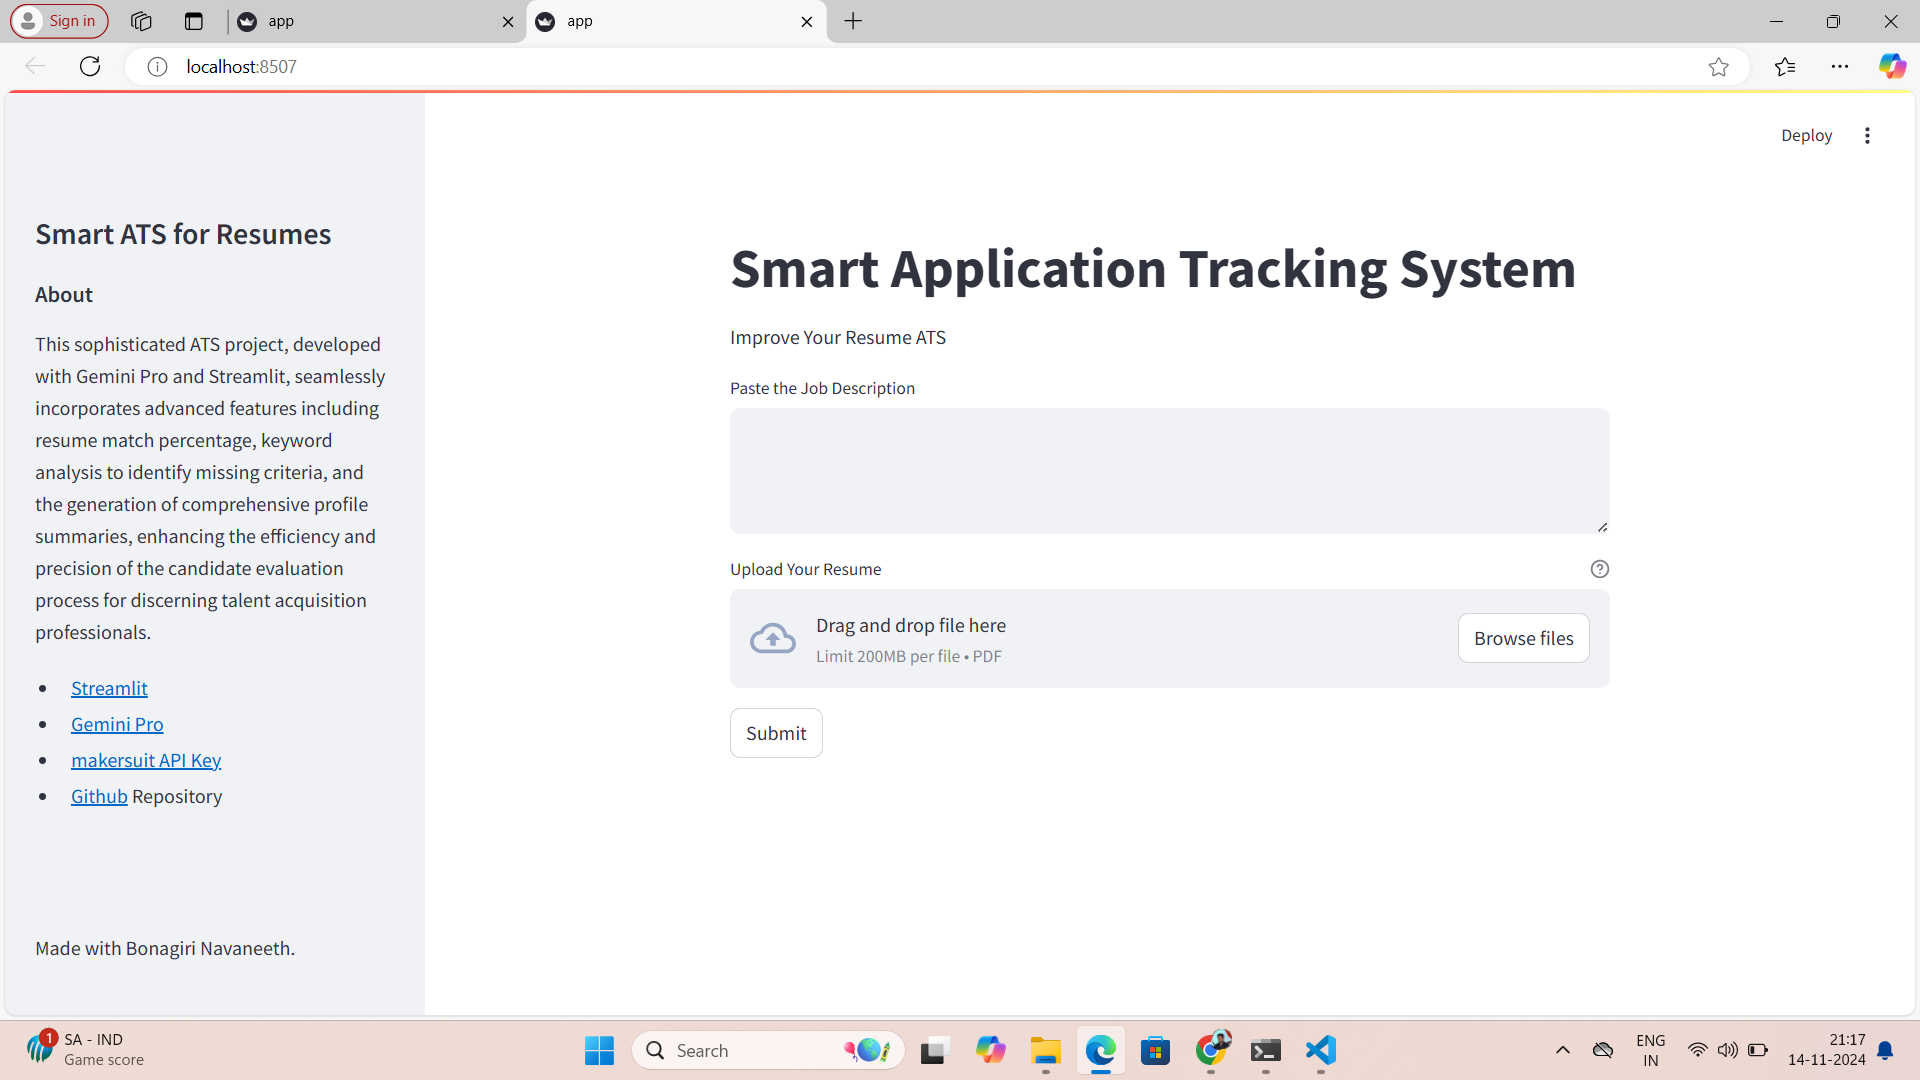 Sign in
app
app
localhost:8507
Deploy
Smart ATS for Resumes
About
This sophisticated ATS project, developed
with Gemini Pro and Streamlit, seamlessly
incorporates advanced features including
resume match percentage, keyword
analysis to identify missing criteria, and
the generation of comprehensive profile
summaries, enhancing the efficiency and
precision of the candidate evaluation
process for discerning talent acquisition
professionals.
Streamlit
Gemini Pro
makersuit API Key
Github Repository
Made with Bonagiri Navaneeth.
Smart Application Tracking System
Improve Your Resume ATS
Paste the Job Description
Upload Your Resume
Drag and drop file here
Limit 200MB per file • PDF
Browse files
Submit
1
SA - IND
Game score
Search
ENG
IN
21:17
14-11-2024